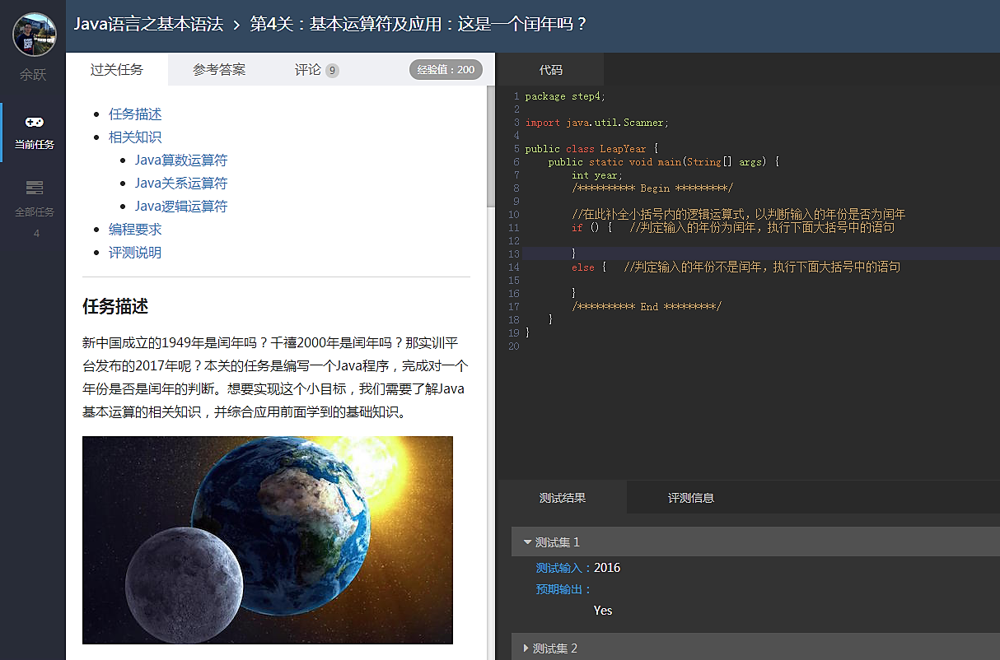 Java语言之基本语法 › 第4关：基本运算符及应用：这是一个闰年吗？
余跃
当前任务
全部任务
4
过关任务 参考答案 评论 9 经验值：200
任务描述
相关知识
Java算数运算符
Java关系运算符
Java逻辑运算符
编程要求
评测说明
任务描述
新中国成立的1949年是闰年吗？千禧2000年是闰年吗？那实训平
台发布的2017年呢？本关的任务是编写一个Java程序，完成对一个
年份是否是闰年的判断。想要实现这个小目标，我们需要了解Java
基本运算的相关知识，并综合应用前面学到的基础知识。
代码
1 package step4;
2
3 import java.util.Scanner;
4
5 public class LeapYear {
6 public static void main(String[] args) {
7 int year;
8 /********** Begin *********/
9
10 //在此补全小括号内的逻辑运算式，以判断输入的年份是否为闰年
11 if () { //判定输入的年份为闰年，执行下面大括号中的语句
12
13 }
14 else { //判定输入的年份不是闰年，执行下面大括号中的语句
15
16 }
17 /********** End *********/
18 }
19 }
20
测试结果 评测信息
测试集 1
测试输入：2016
预期输出：
Yes
测试集 2